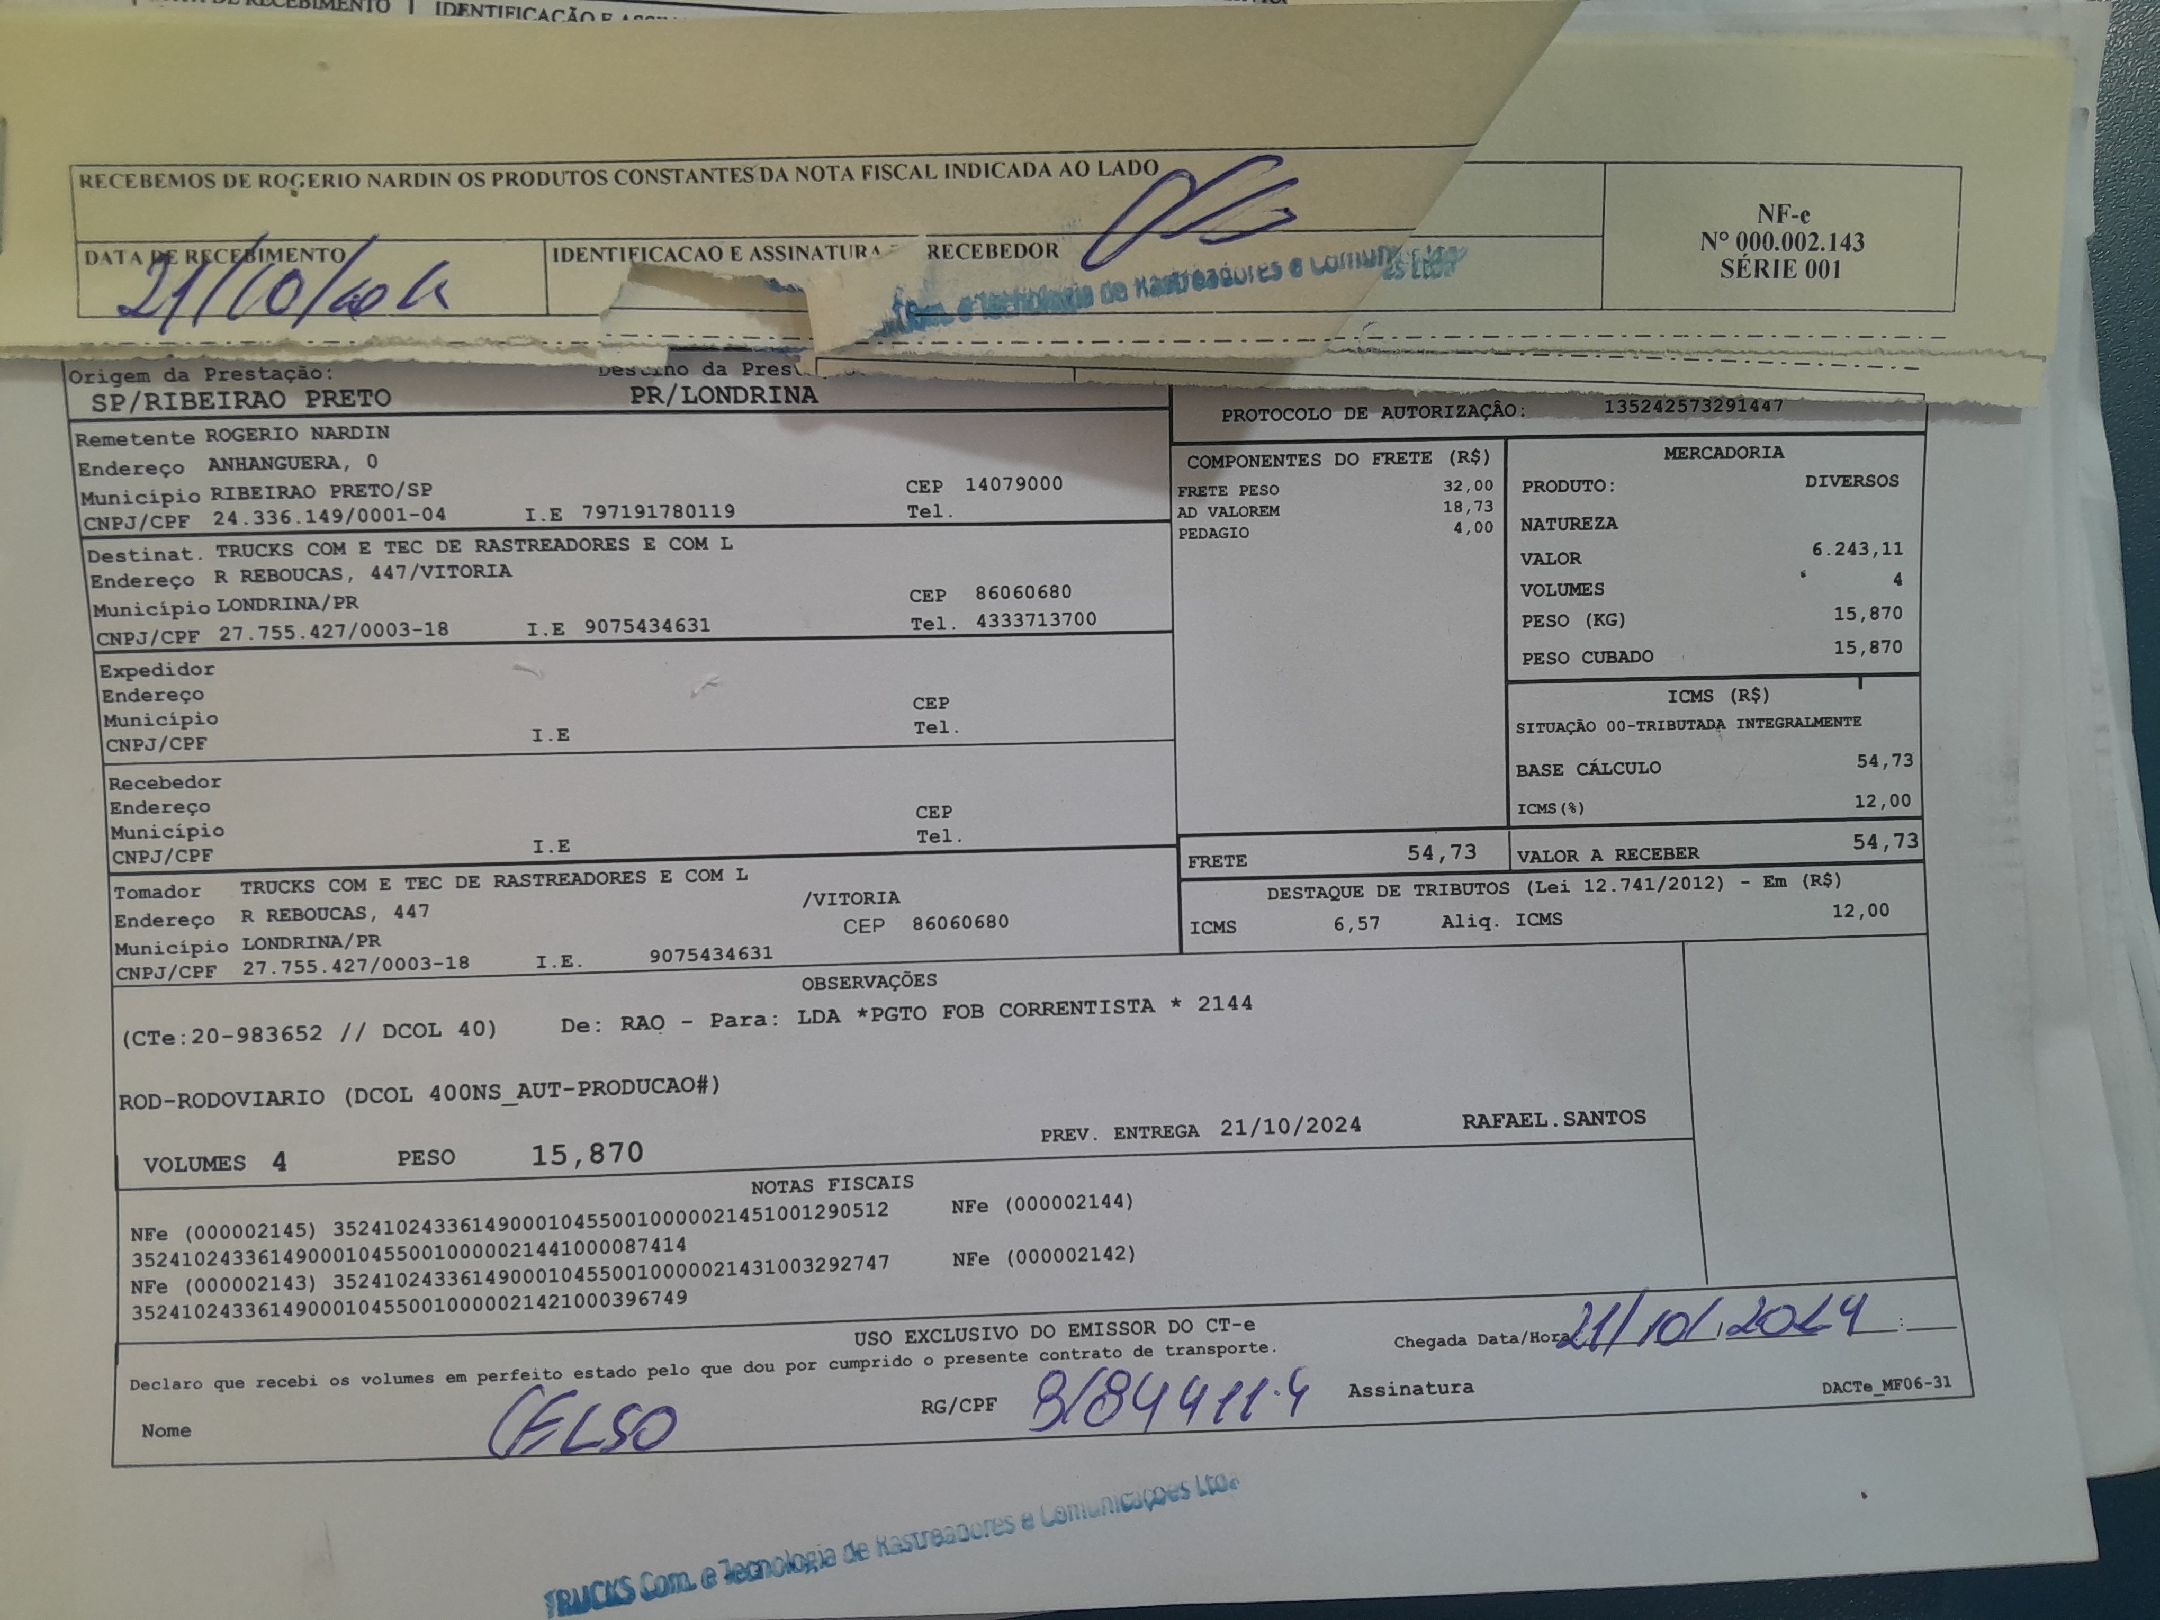 DE RECEBIMENTO
IDENTIFICAÇÃO E
RECEBEMOS DE ROGERIO NARDIN OS PRODUTOS CONSTANTES DA NOTA FISCAL INDICADA AO LADO
NF-e
Nº 000.002.143
SÉRIE 001
DATA DE RECEBIMENTO
IDENTIFICACAO E ASSINATURA RECEBEDOR
21/10/
Com. e Tecnologia de Rastreadores e
es Ltda
Origem da Prestação:
SP/RIBEIRAO PRETO
Destino da Prest
PR/LONDRINA
PROTOCOLO DE AUTORIZAÇÂO: 135242573291447
Remetente ROGERIO NARDIN
Endereço ANHANGUERA, 0
Município RIBEIRAO PRETO/SP CEP 14079000
CNPJ/CPF 24.336.149/0001-04 I.E 797191780119 Tel.
Destinat. TRUCKS COM E TEC DE RASTREADORES E COM L
Endereço R REBOUCAS, 447/VITORIA
Município LONDRINA/PR CEP 86060680
CNPJ/CPF 27.755.427/0003-18 I.E 9075434631 Tel. 4333713700
Expedidor
Endereço
Município CEP
CNPJ/CPF I.E Tel.
Recebedor
Endereço
Município CEP
CNPJ/CPF I.E Tel.
Tomador TRUCKS COM E TEC DE RASTREADORES E COM L
Endereço R REBOUCAS, 447 /VITORIA
Município LONDRINA/PR CEP 86060680
CNPJ/CPF 27.755.427/0003-18 I.E. 9075434631
COMPONENTES DO FRETE (R$)
FRETE PESO 32,00
AD VALOREM 18,73
PEDAGIO 4,00
MERCADORIA
PRODUTO: DIVERSOS
NATUREZA
VALOR 6.243,11
VOLUMES 4
PESO (KG) 15,870
PESO CUBADO 15,870
ICMS (R$)
SITUAÇÃO 00-TRIBUTADA INTEGRALMENTE
BASE CÁLCULO 54,73
ICMS(%) 12,00
FRETE 54,73 VALOR A RECEBER 54,73
DESTAQUE DE TRIBUTOS (Lei 12.741/2012) - Em (R$)
ICMS 6,57 Aliq. ICMS 12,00
OBSERVAÇÕES
(CTe:20-983652 // DCOL 40) De: RAO - Para: LDA *PGTO FOB CORRENTISTA * 2144
ROD-RODOVIARIO (DCOL 400NS_AUT-PRODUCAO#)
VOLUMES 4 PESO 15,870 PREV. ENTREGA 21/10/2024 RAFAEL.SANTOS
NOTAS FISCAIS
NFe (000002145) 35241024336149000104550010000021451001290512 NFe (000002144)
35241024336149000104550010000021441000087414
NFe (000002143) 35241024336149000104550010000021431003292747 NFe (000002142)
35241024336149000104550010000021421000396749
USO EXCLUSIVO DO EMISSOR DO CT-e
Chegada Data/Hora 21/10/2024 :
Declaro que recebi os volumes em perfeito estado pelo que dou por cumprido o presente contrato de transporte.
Nome CELSO RG/CPF Assinatura
DACTe_MF06-31
TRUCKS Com. e Tecnologia de Rastreadores e Comunicações Ltda